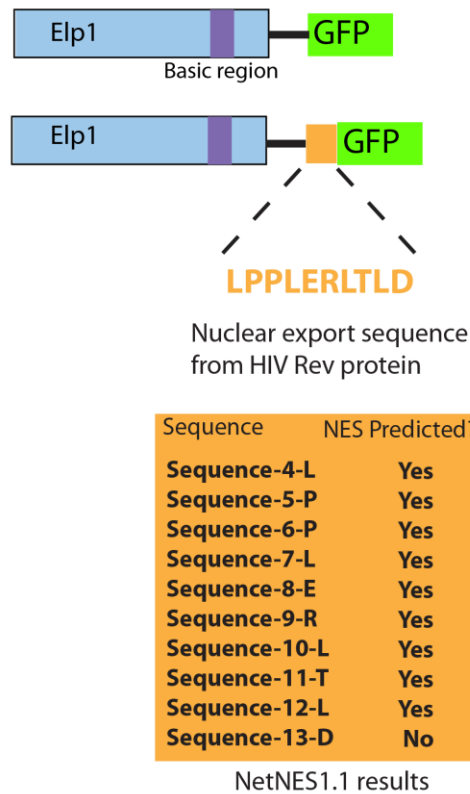 Elp1 GFP
Basic region
Elp1 GFP
LPPLERLTLD
Nuclear export sequence
from HIV Rev protein
Sequence NES Predicted?
Sequence-4-L Yes
Sequence-5-P Yes
Sequence-6-P Yes
Sequence-7-L Yes
Sequence-8-E Yes
Sequence-9-R Yes
Sequence-10-L Yes
Sequence-11-T Yes
Sequence-12-L Yes
Sequence-13-D No
NetNES1.1 results